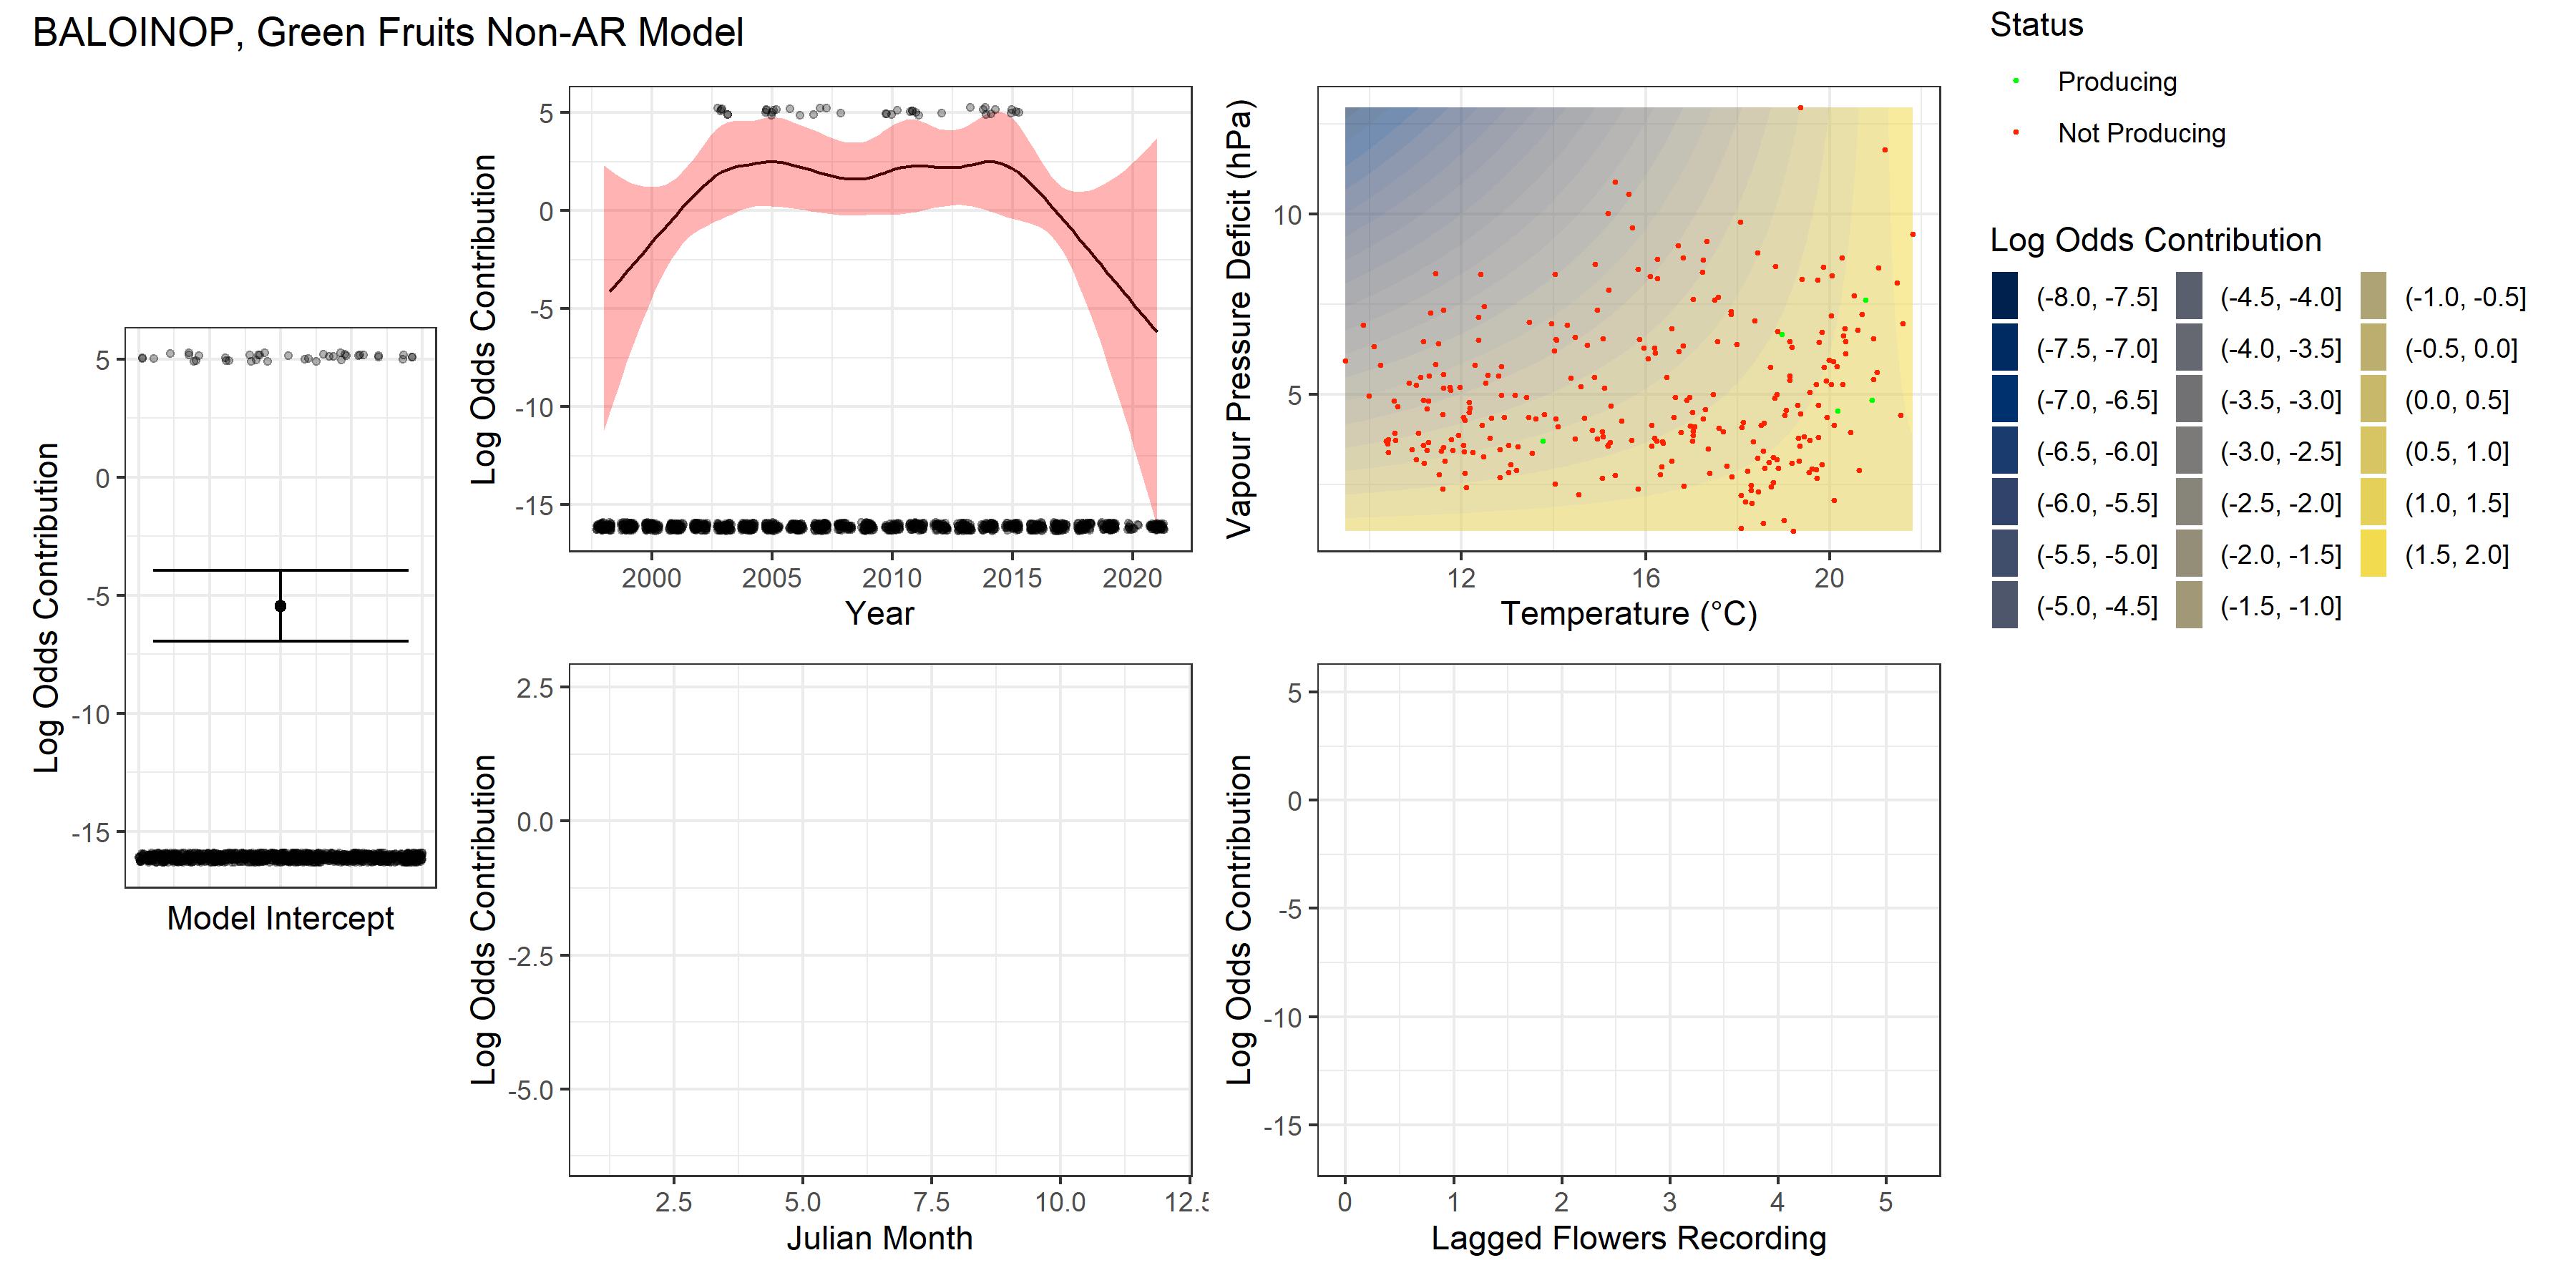 BALOINOP, Green Fruits Non-AR Model
Log Odds Contribution
5
0
-5
-10
-15
Model Intercept
Log Odds Contribution
5
0
-5
-10
-15
2000 2005 2010 2015 2020
Year
Vapour Pressure Deficit (hPa)
10
5
12 16 20
Temperature (°C)
Log Odds Contribution
2.5
0.0
-2.5
-5.0
2.5 5.0 7.5 10.0 12.5
Julian Month
Log Odds Contribution
5
0
-5
-10
-15
0 1 2 3 4 5
Lagged Flowers Recording
Status
Producing
Not Producing
Log Odds Contribution
(-8.0, -7.5] (-4.5, -4.0] (-1.0, -0.5]
(-7.5, -7.0] (-4.0, -3.5] (-0.5, 0.0]
(-7.0, -6.5] (-3.5, -3.0] (0.0, 0.5]
(-6.5, -6.0] (-3.0, -2.5] (0.5, 1.0]
(-6.0, -5.5] (-2.5, -2.0] (1.0, 1.5]
(-5.5, -5.0] (-2.0, -1.5] (1.5, 2.0]
(-5.0, -4.5] (-1.5, -1.0]